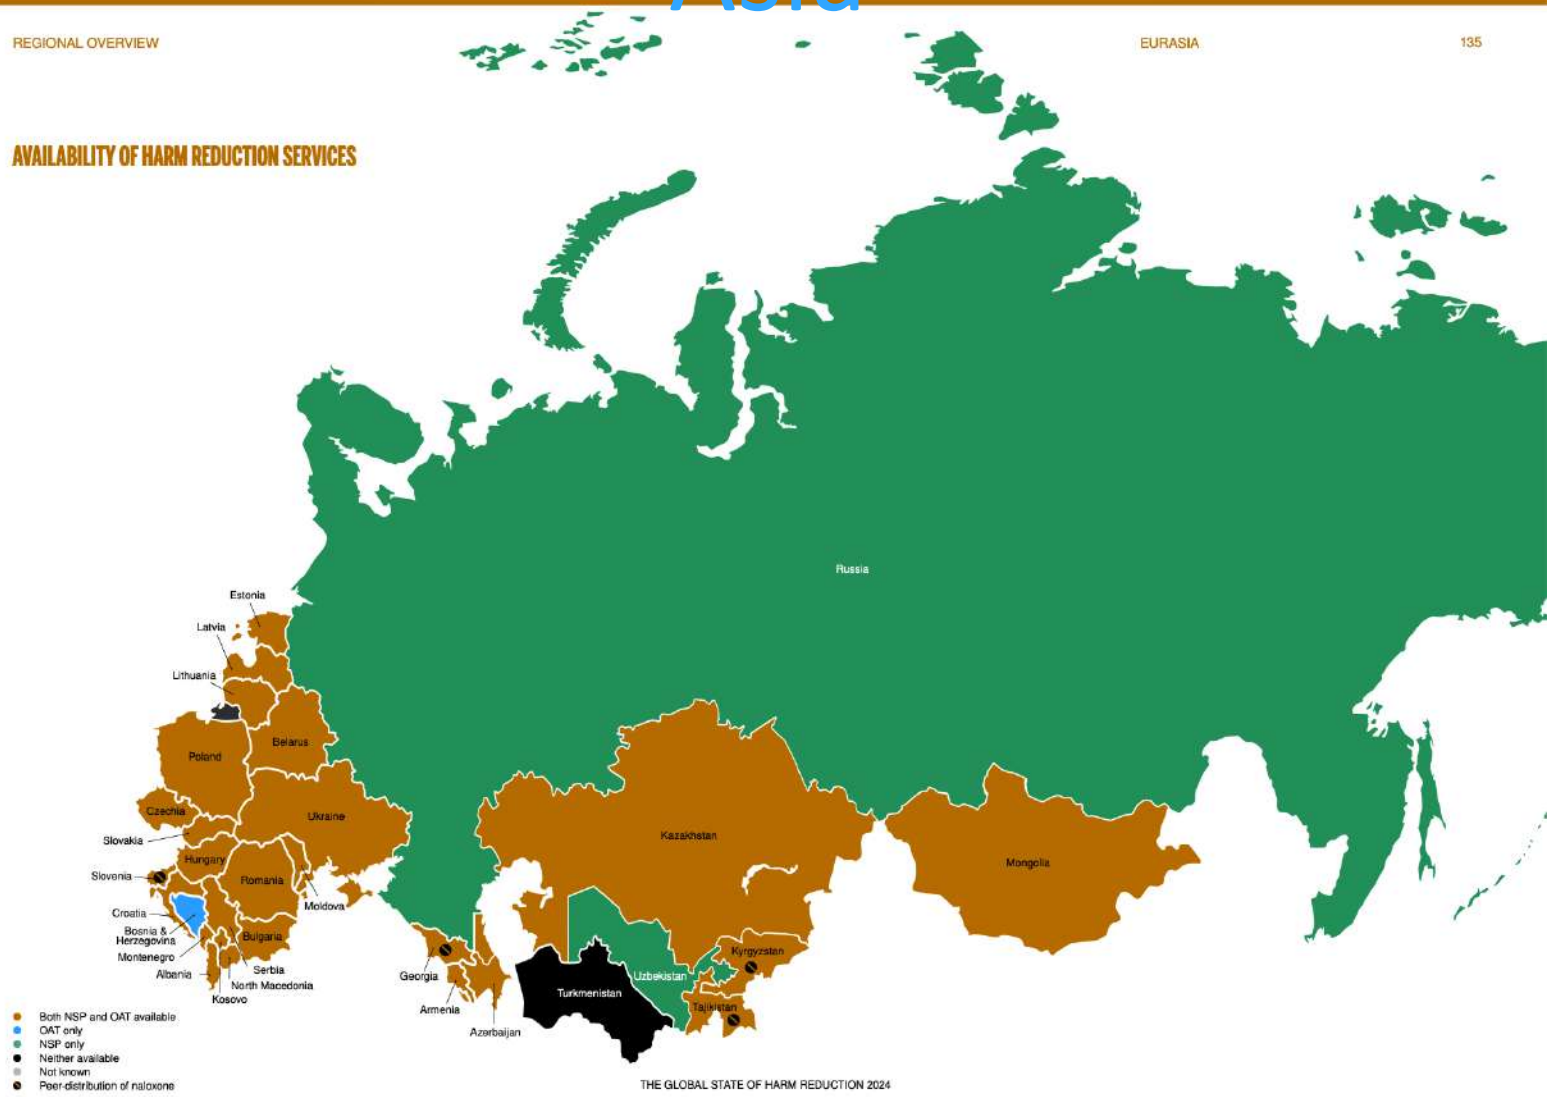 Asia
REGIONAL OVERVIEW
EURASIA
135
AVAILABILITY OF HARM REDUCTION SERVICES
Russia
Estonia
Latvia
Lithuania
Belarus
Poland
Czechia
Ukraine
Slovakia
Kazakhstan
Hungary
Mongolia
Slovenia
Romania
Moldova
Croatia
Bosnia &
Herzegovina
Bulgaria
Montenegro
Kyrgyzstan
Albania
Serbia
Georgia
Uzbekistan
North Macedonia
Turkmenistan
Kosovo
Armenia
Tajikistan
Azerbaijan
Both NSP and OAT available
OAT only
NSP only
Neither available
Not known
Peer-distribution of naloxone
THE GLOBAL STATE OF HARM REDUCTION 2024